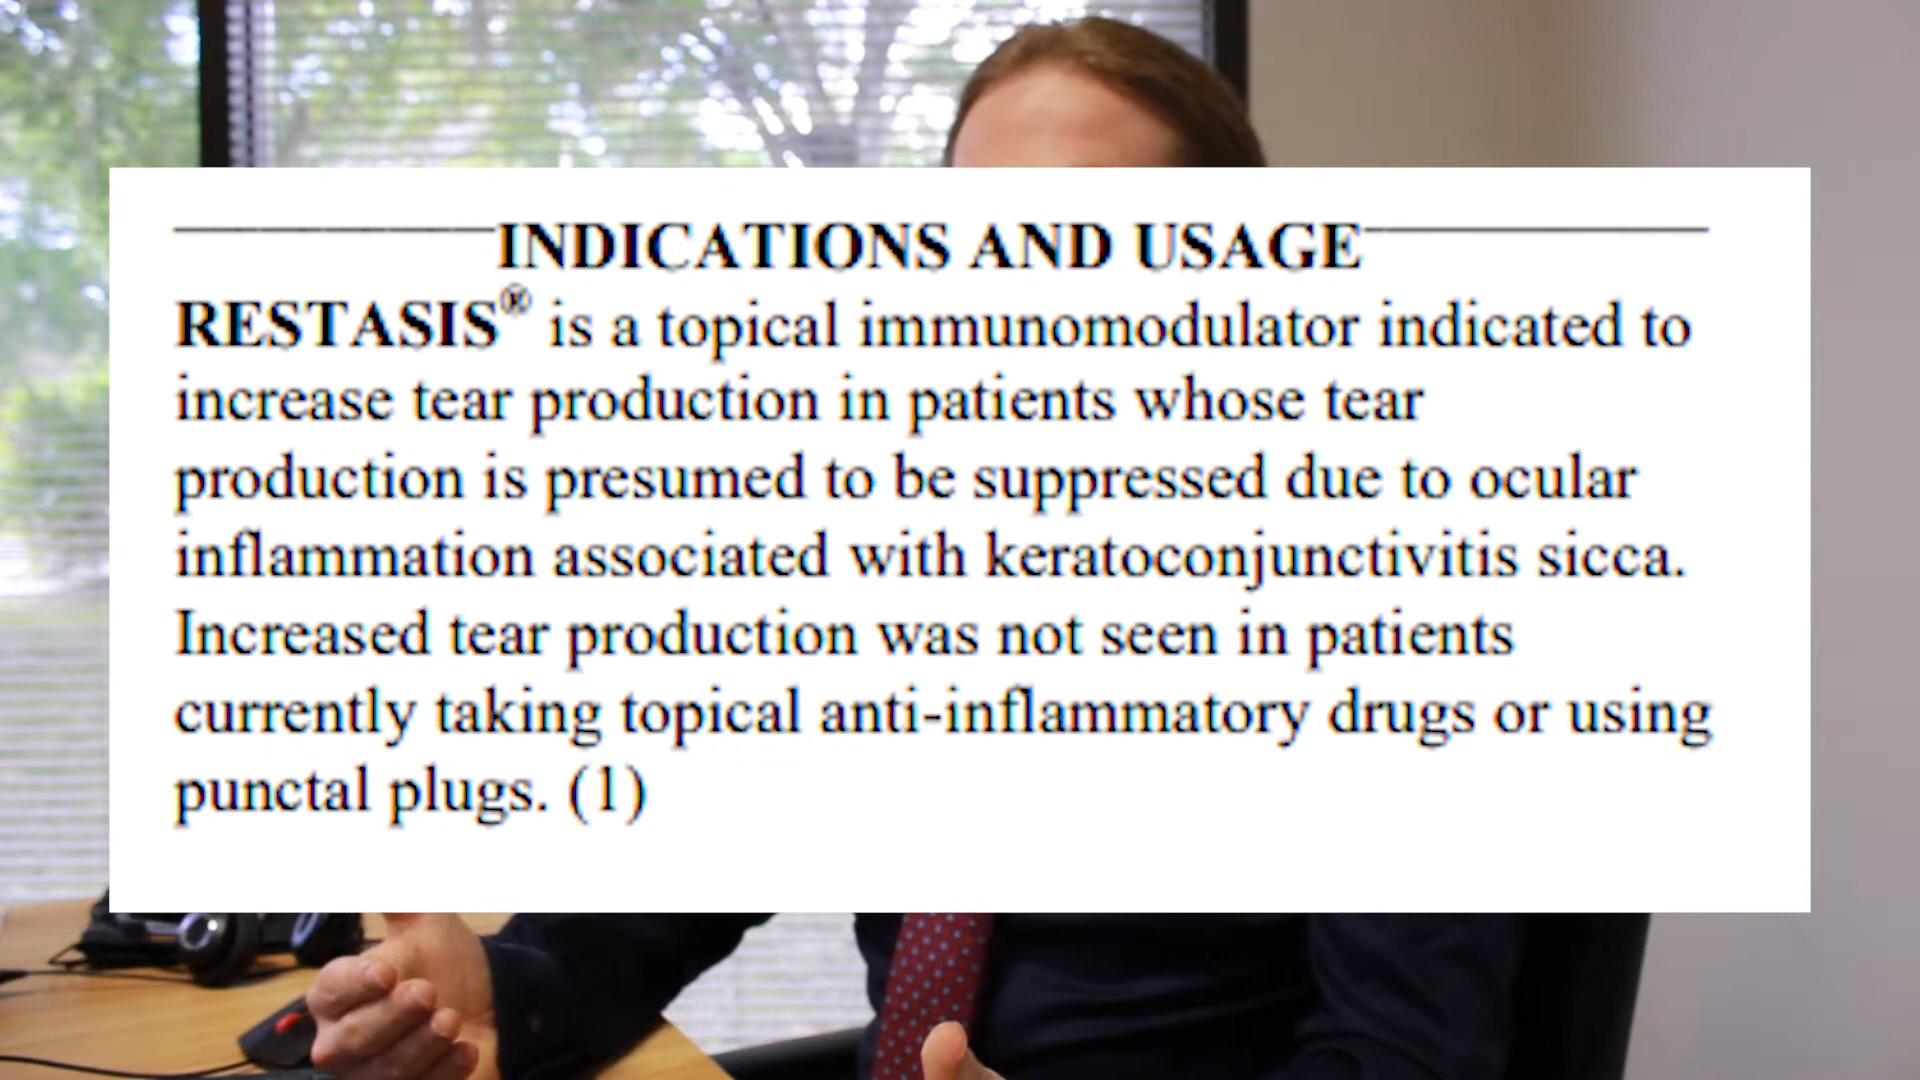 INDICATIONS AND USAGE
RESTASIS® is a topical immunomodulator indicated to
increase tear production in patients whose tear
production is presumed to be suppressed due to ocular
inflammation associated with keratoconjunctivitis sicca.
Increased tear production was not seen in patients
currently taking topical anti-inflammatory drugs or using
punctal plugs. (1)